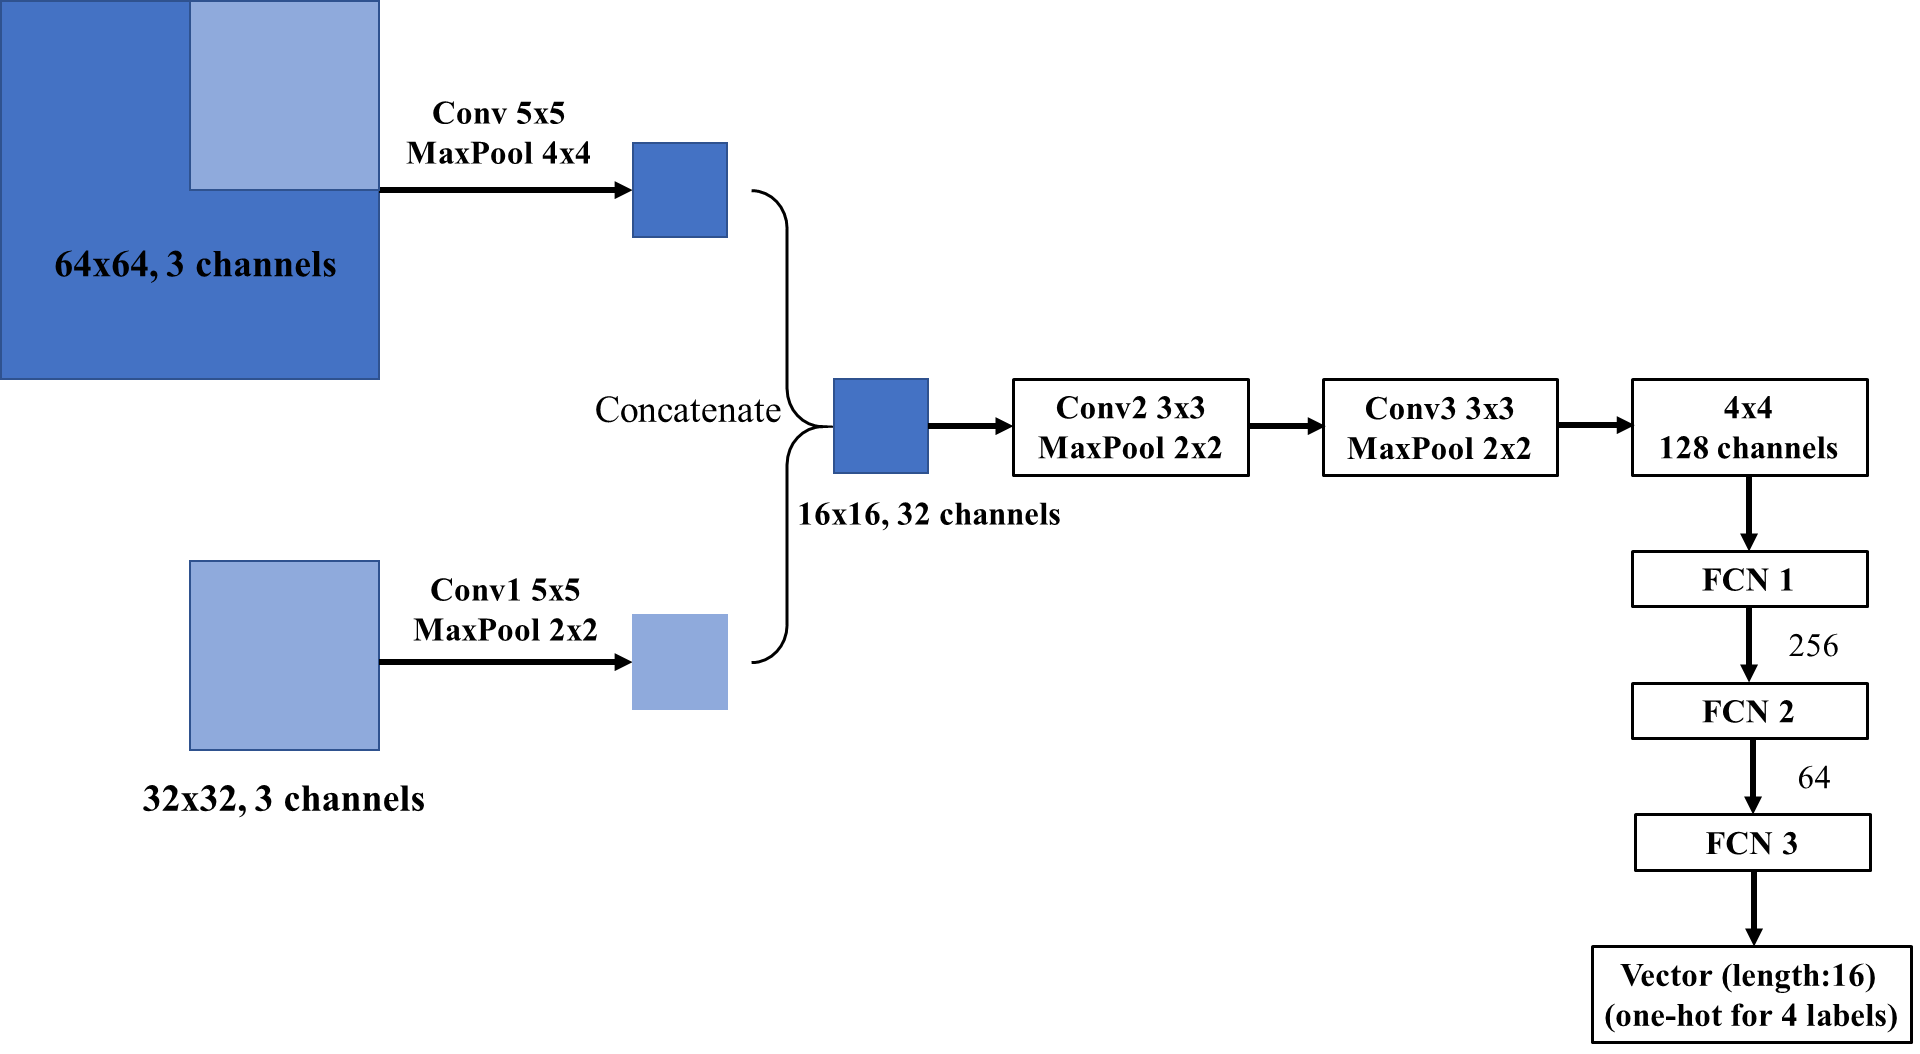 Conv 5x5
MaxPool 4x4
64x64, 3 channels
Concatenate
16x16, 32 channels
Conv1 5x5
MaxPool 2x2
32x32, 3 channels
Conv2 3x3
MaxPool 2x2
Conv3 3x3
MaxPool 2x2
4x4
128 channels
FCN 1
256
FCN 2
64
FCN 3
Vector (length:16)
(one-hot for 4 labels)